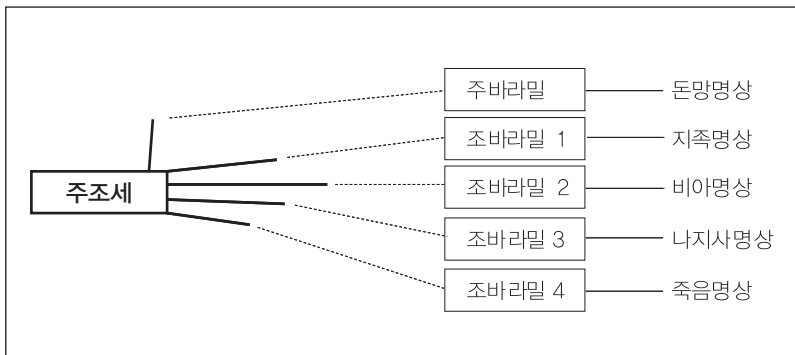 주바라밀 돈망명상
조바라밀 1 지족명상
주조세 조바라밀 2 비아명상
조바라밀 3 나지사명상
조바라밀 4 죽음명상